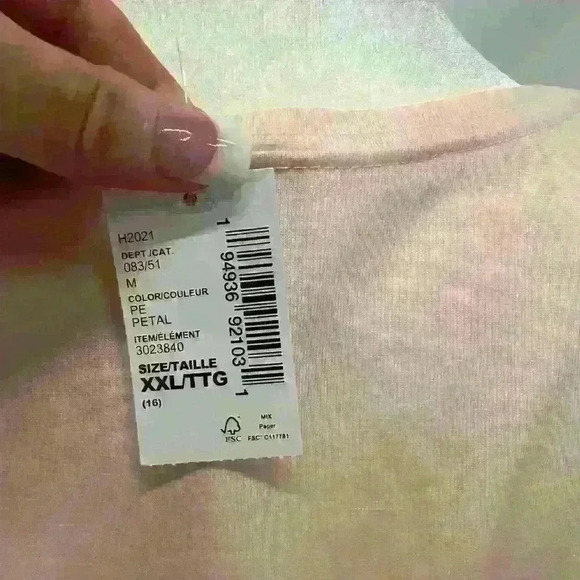 H2021
DEPT./CAT.
083/51
M
COLOR/COULEUR
PE
PETAL
ITEM/ÉLÉMENT
3023840
SIZE/TAILLE
XXL/TTG
(16)
1 94936 92103 1
FSC
MIX
Paper
FSC® C117781